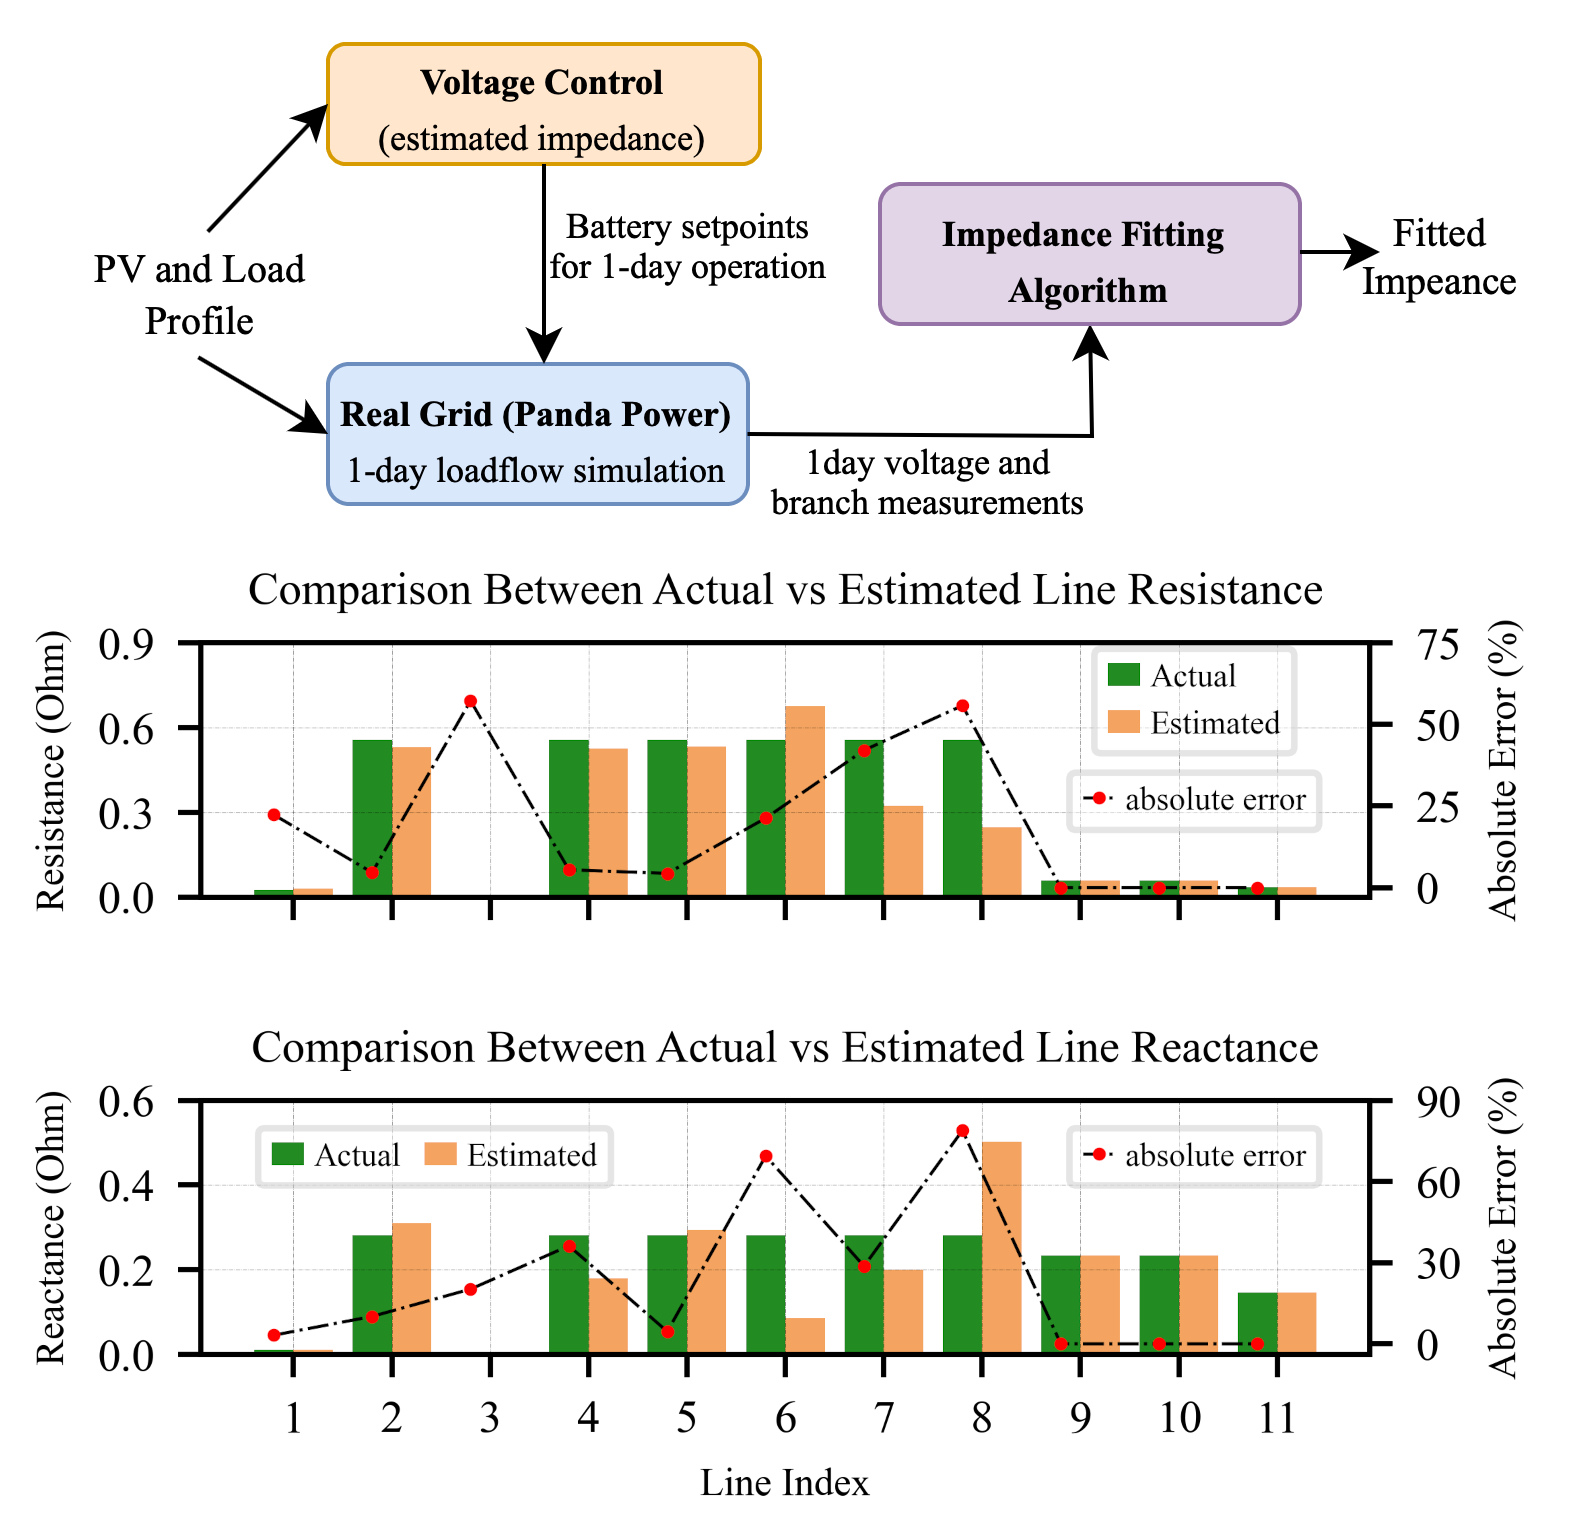 Voltage Control
(estimated impedance)
Battery setpoints
for 1-day operation
PV and Load
Profile
Impedance Fitting
Algorithm
Fitted
Impeance
Real Grid (Panda Power)
1-day loadflow simulation
1day voltage and
branch measurements
Comparison Between Actual vs Estimated Line Resistance
Resistance (Ohm)
0.9
0.6
0.3
0.0
Actual
Estimated
absolute error
75
50
25
0
Absolute Error (%)
Comparison Between Actual vs Estimated Line Reactance
Reactance (Ohm)
0.6
0.4
0.2
0.0
Actual Estimated
absolute error
90
60
30
0
Absolute Error (%)
1 2 3 4 5 6 7 8 9 10 11
Line Index